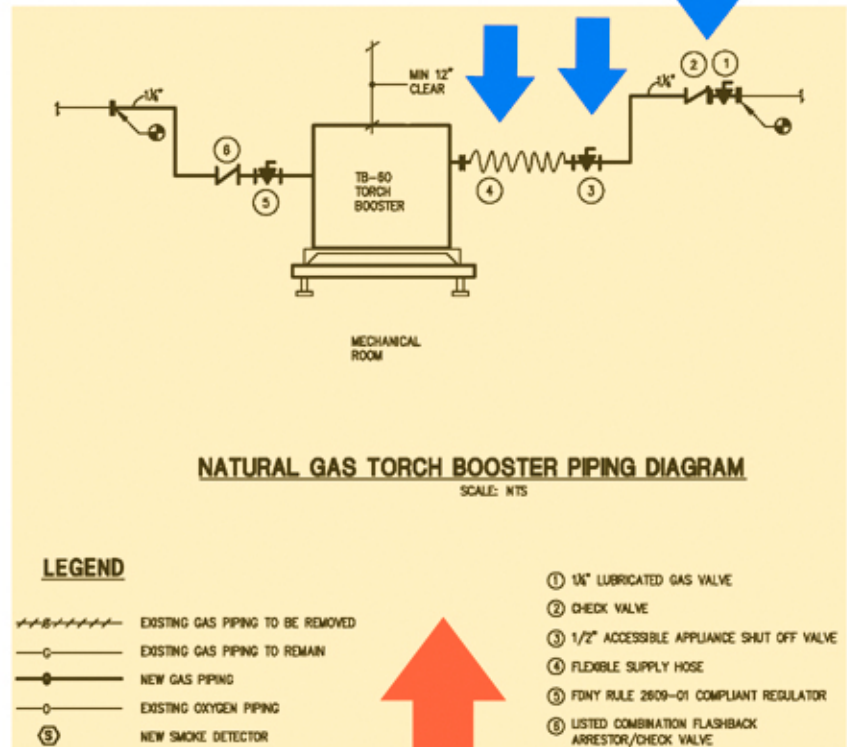 2 1
1¼"
MIN 12"
CLEAR
1¼"
6
TB-60
TORCH
BOOSTER
5
4
3
MECHANICAL
ROOM
NATURAL GAS TORCH BOOSTER PIPING DIAGRAM
SCALE: NTS
LEGEND
EXISTING GAS PIPING TO BE REMOVED
G EXISTING GAS PIPING TO REMAIN
NEW GAS PIPING
O EXISTING OXYGEN PIPING
S NEW SMOKE DETECTOR
1 1¼" LUBRICATED GAS VALVE
2 CHECK VALVE
3 1/2" ACCESSIBLE APPLIANCE SHUT OFF VALVE
4 FLEXIBLE SUPPLY HOSE
5 FDNY RULE 2609-01 COMPLIANT REGULATOR
6 LISTED COMBINATION FLASHBACK
ARRESTOR/CHECK VALVE